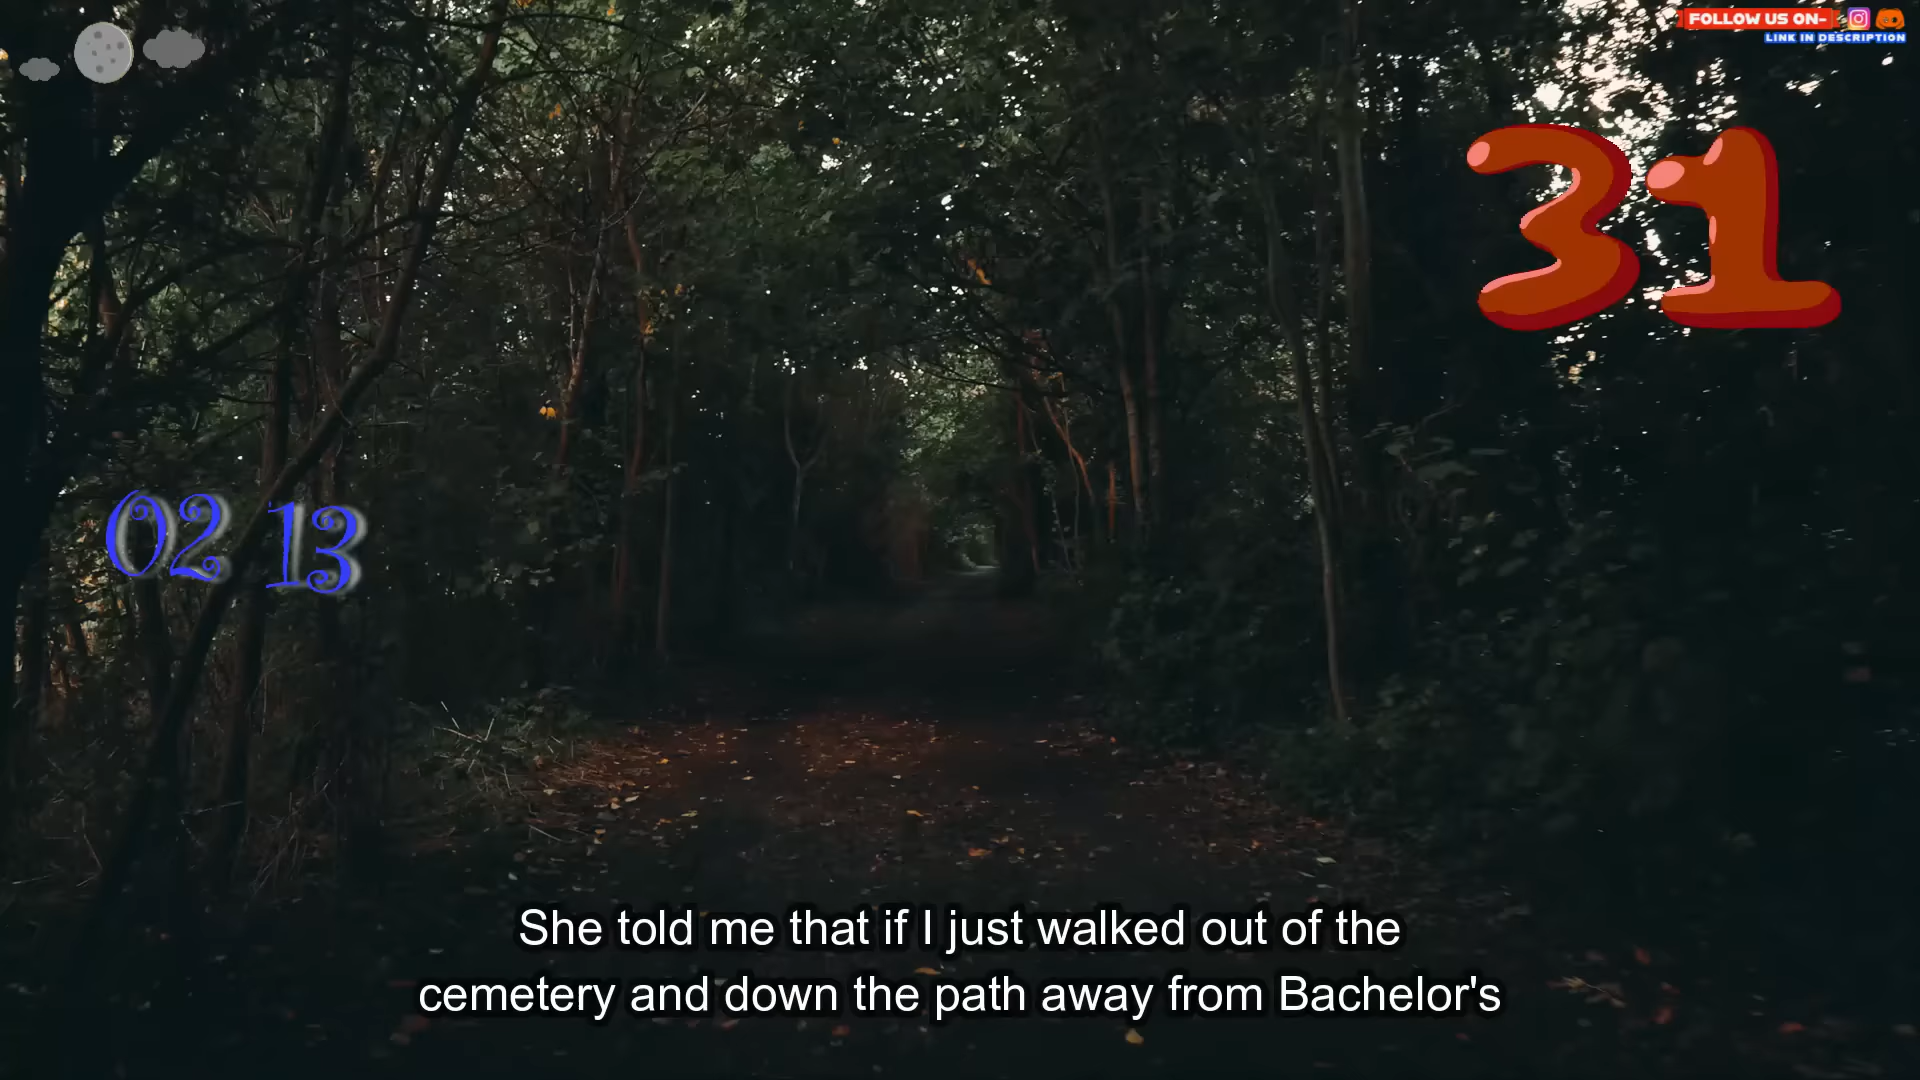 FOLLOW US ON-
LINK IN DESCRIPTION
31
02 13
She told me that if I just walked out of the
cemetery and down the path away from Bachelor's